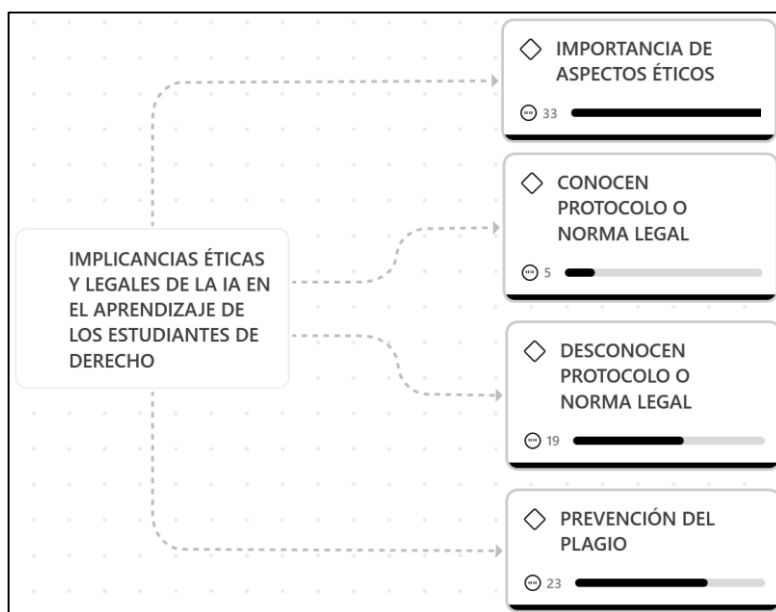 IMPLICANCIAS ÉTICAS
Y LEGALES DE LA IA EN
EL APRENDIZAJE DE
LOS ESTUDIANTES DE
DERECHO
IMPORTANCIA DE
ASPECTOS ÉTICOS
33
CONOCEN
PROTOCOLO O
NORMA LEGAL
5
DESCONOCEN
PROTOCOLO O
NORMA LEGAL
19
PREVENCIÓN DEL
PLAGIO
23